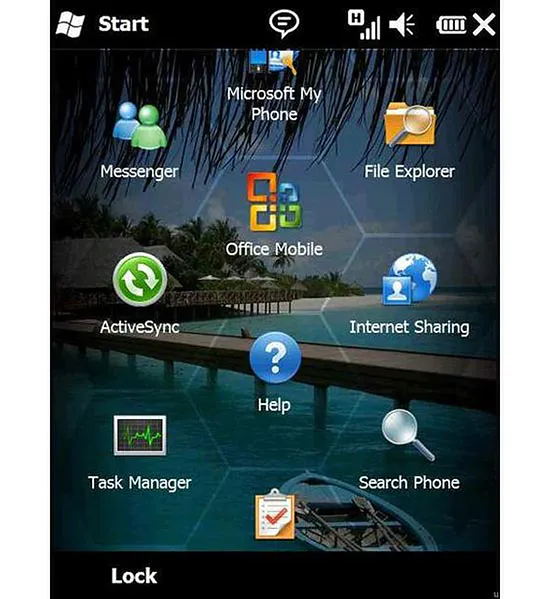 Start
H
Microsoft My
Phone
Messenger
File Explorer
Office Mobile
ActiveSync
Internet Sharing
?
Help
Task Manager
Search Phone
Lock
u